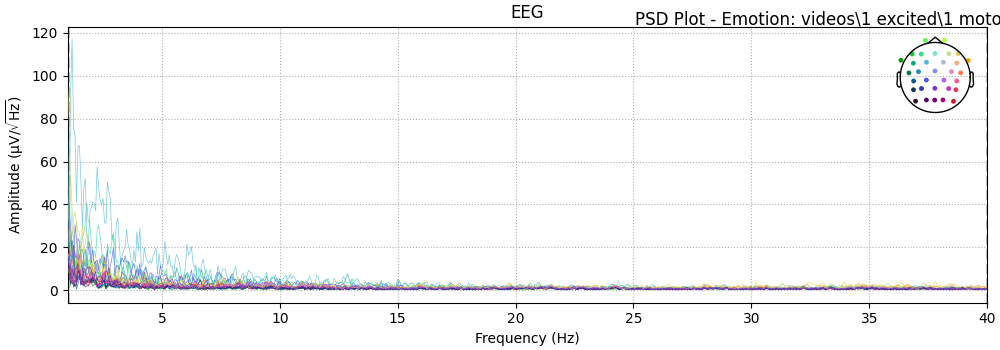 EEG
PSD Plot - Emotion: videos\1 excited\1 moto
120
100
80
60
40
20
0
Amplitude (µV/√Hz)
5 10 15 20 25 30 35 40
Frequency (Hz)